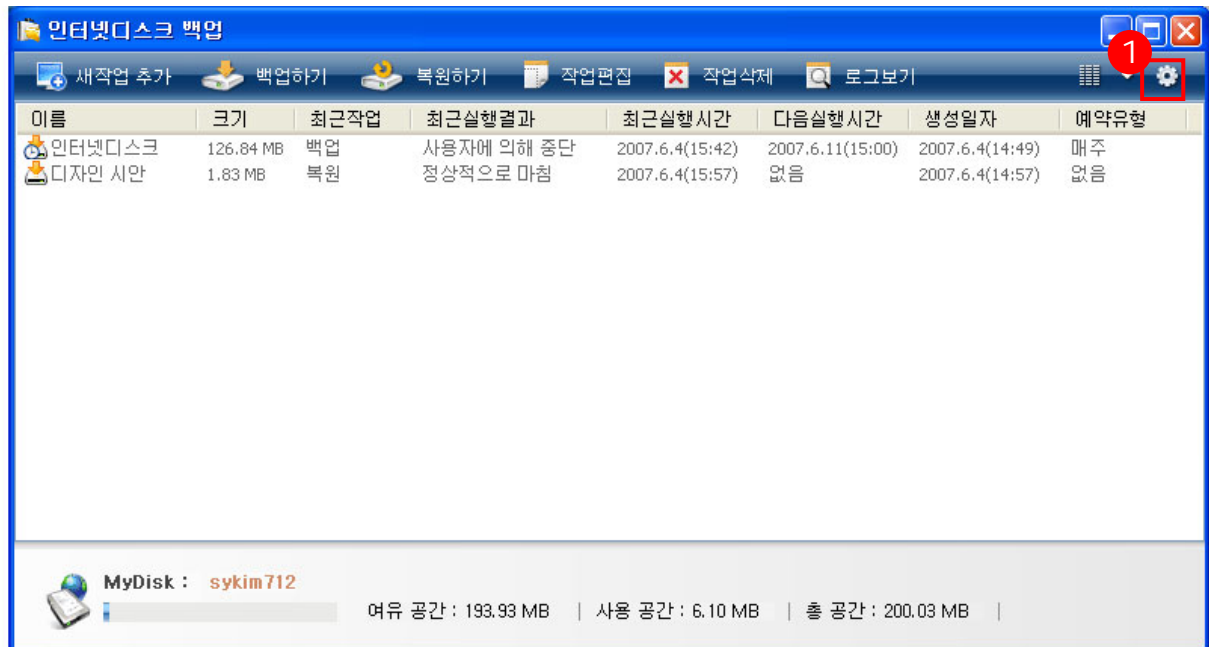 인터넷디스크 백업
1
새작업 추가 백업하기 복원하기 작업편집 작업삭제 로그보기
이름 크기 최근작업 최근실행결과 최근실행시간 다음실행시간 생성일자 예약유형
인터넷디스크 126.84 MB 백업 사용자에 의해 중단 2007.6.4(15:42) 2007.6.11(15:00) 2007.6.4(14:49) 매주
디자인 시안 1.83 MB 복원 정상적으로 마침 2007.6.4(15:57) 없음 2007.6.4(14:57) 없음
MyDisk : sykim712
여유 공간 : 193.93 MB | 사용 공간 : 6.10 MB | 총 공간 : 200.03 MB |